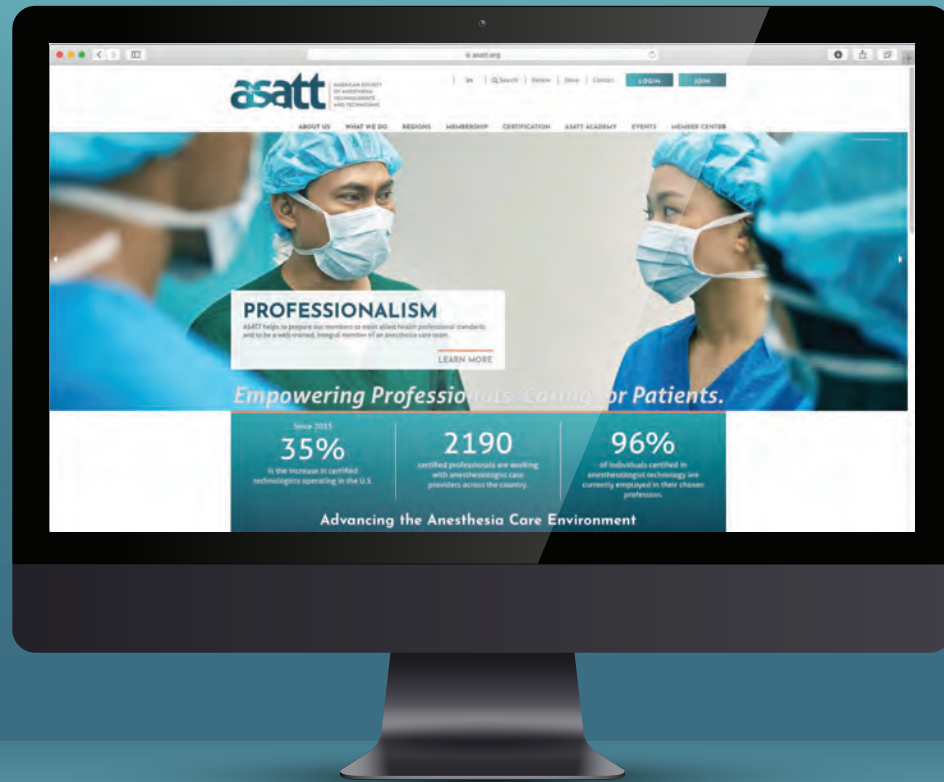 asatt.org
asatt
AMERICAN SOCIETY
OF ANESTHESIA
TECHNOLOGISTS
AND TECHNICIANS
in | Search | Renew | Store | Contact
LOGIN
JOIN
ABOUT US WHAT WE DO REGIONS MEMBERSHIP CERTIFICATION ASATT ACADEMY EVENTS MEMBER CENTER
PROFESSIONALISM
ASATT helps to prepare our members to meet allied health professional standards
and to be a well-trained, integral member of an anesthesia care team.
LEARN MORE
Empowering Professionals. Caring for Patients.
Since 2015
35%
is the increase in certified
technologists operating in the U.S.
2190
certified professionals are working
with anesthesiologist care
providers across the country.
96%
of individuals certified in
anesthesiologist technology are
currently employed in their chosen
profession.
Advancing the Anesthesia Care Environment